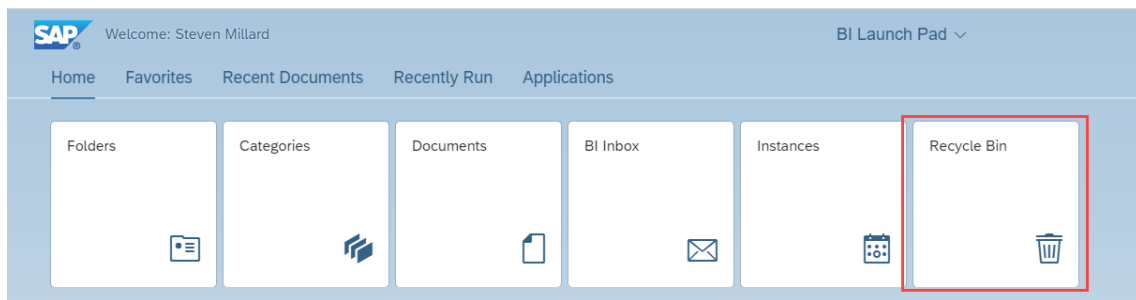 SAP®
Welcome: Steven Millard
BI Launch Pad
Home Favorites Recent Documents Recently Run Applications
Folders Categories Documents BI Inbox Instances Recycle Bin